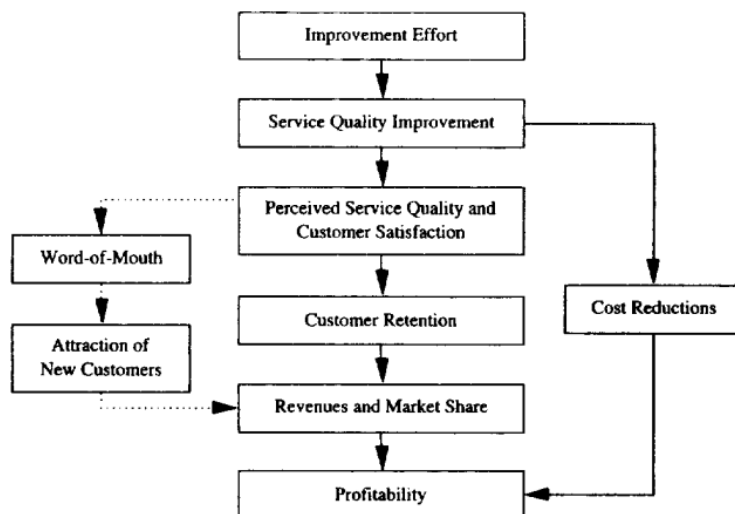 Improvement Effort
Service Quality Improvement
Perceived Service Quality and
Customer Satisfaction
Word-of-Mouth
Customer Retention
Cost Reductions
Attraction of
New Customers
Revenues and Market Share
Profitability